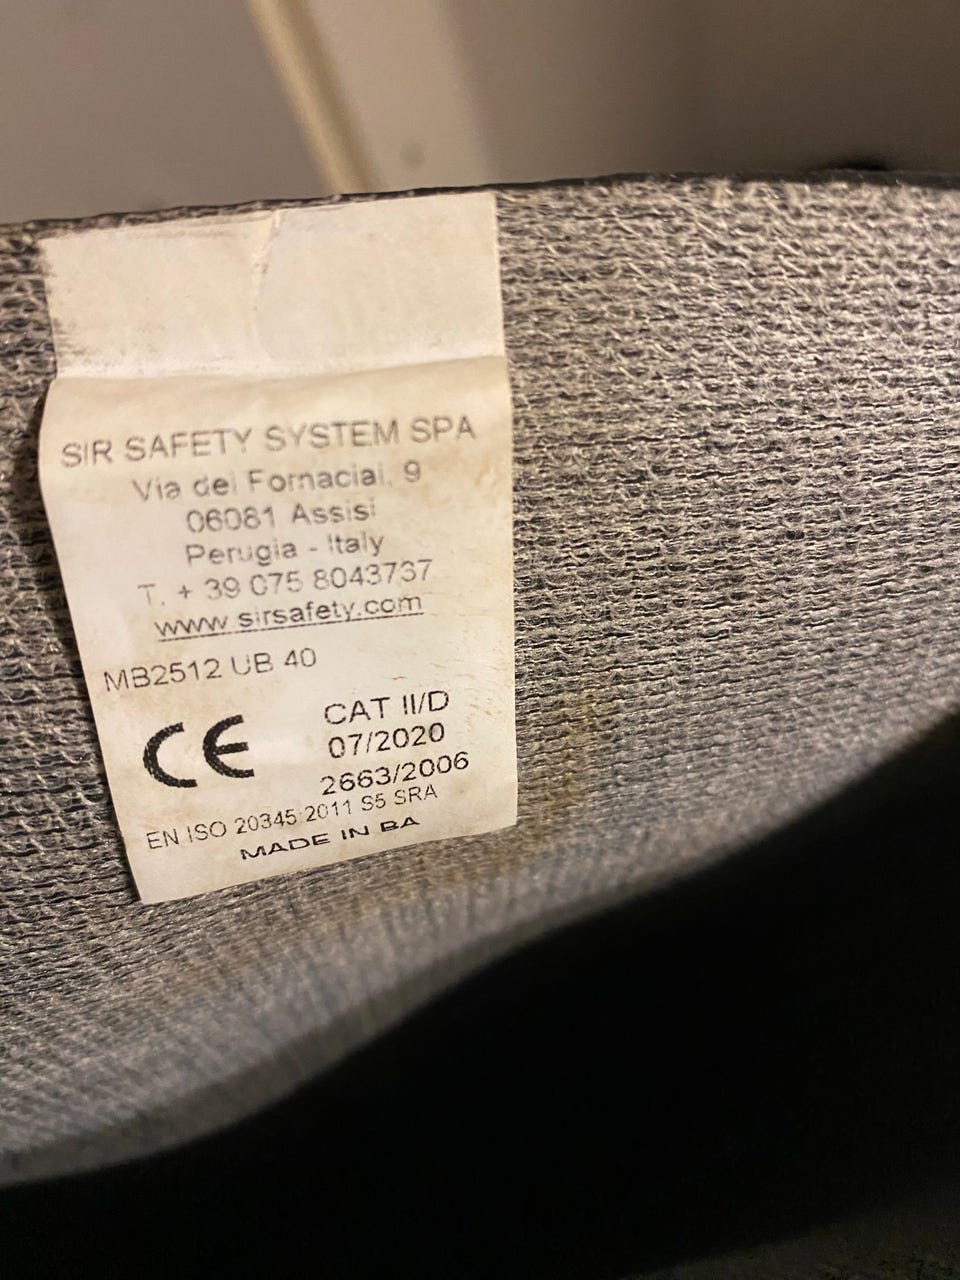 SIR SAFETY SYSTEM SPA
Via dei Fornaciai, 9
06081 Assisi
Perugia - Italy
T. + 39 075 8043737
www.sirsafety.com
MB2512 UB 40
CE
CAT II/D
07/2020
2663/2006
EN ISO 20345:2011 S5 SRA
MADE IN BA